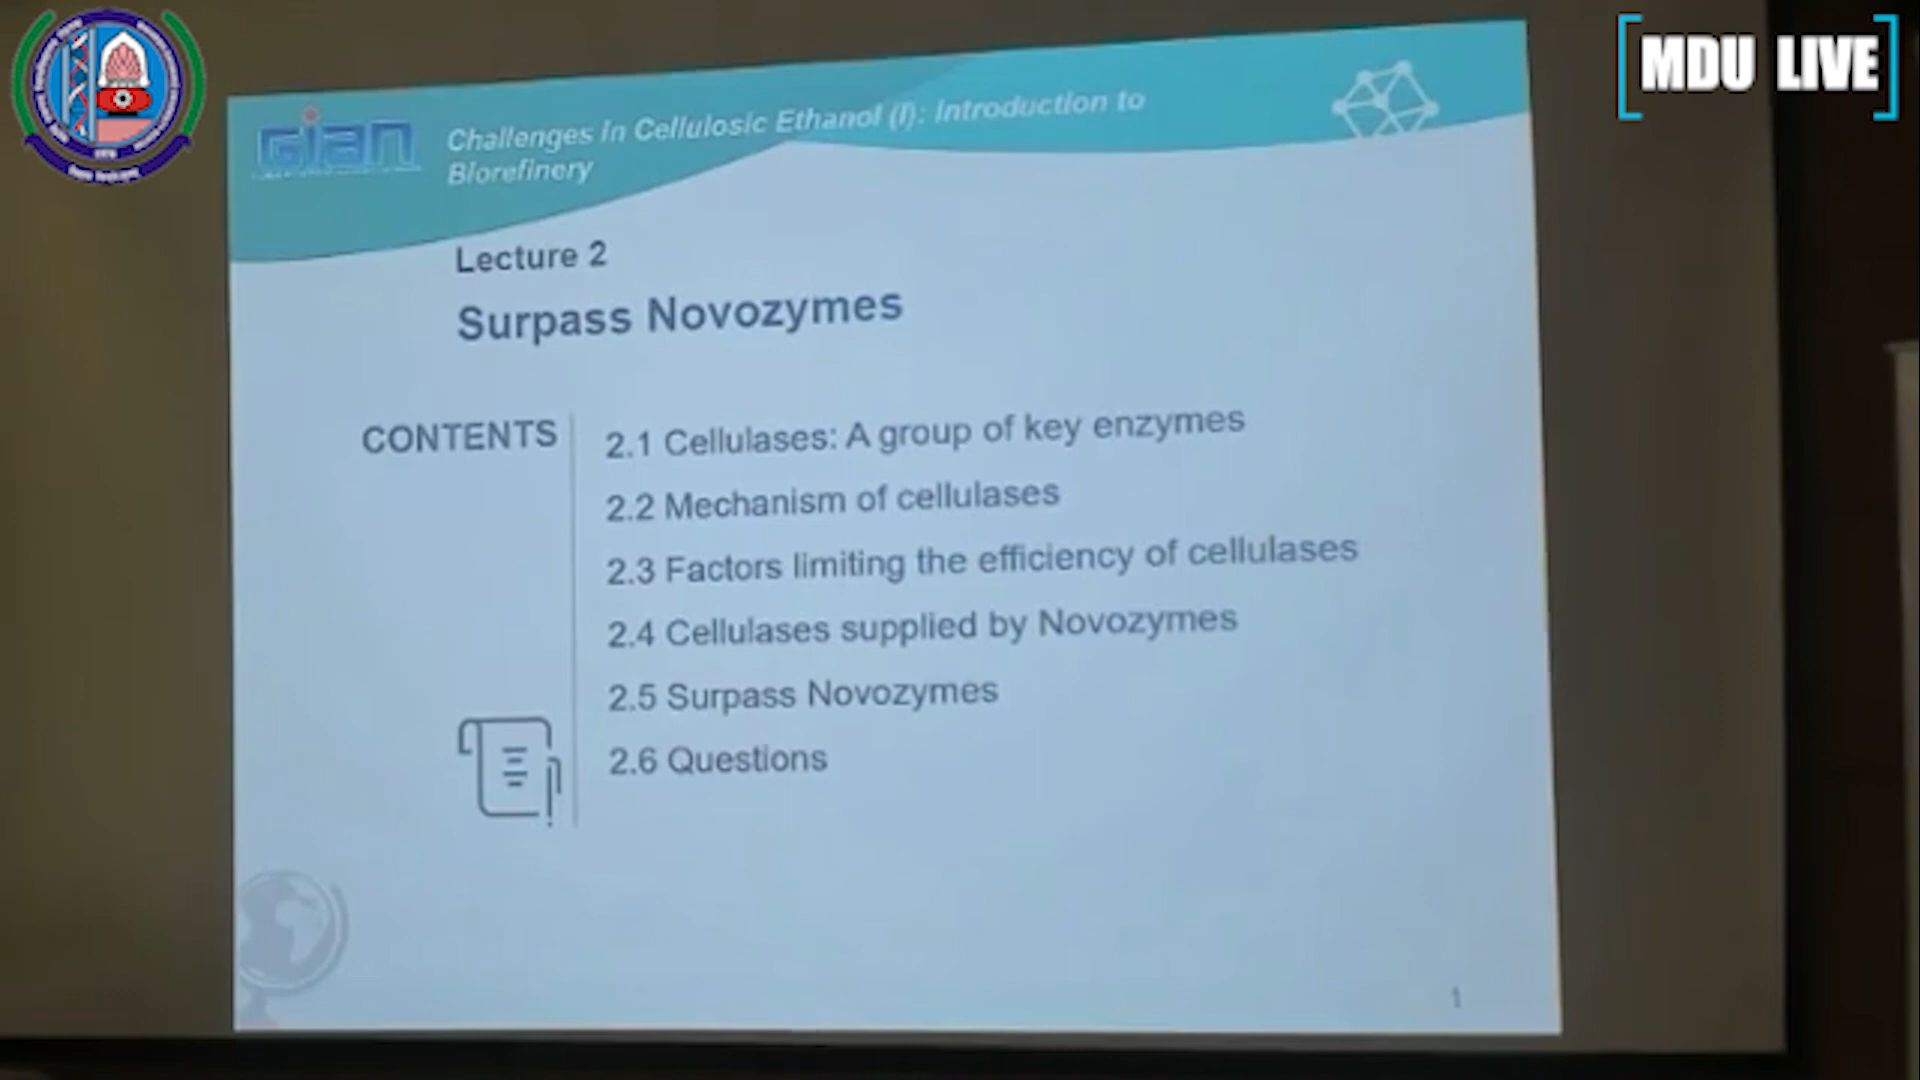 MDU LIVE
Gian
Challenges in Cellulosic Ethanol (I): Introduction to
Biorefinery
Lecture 2
Surpass Novozymes
CONTENTS
2.1 Cellulases: A group of key enzymes
2.2 Mechanism of cellulases
2.3 Factors limiting the efficiency of cellulases
2.4 Cellulases supplied by Novozymes
2.5 Surpass Novozymes
2.6 Questions
1